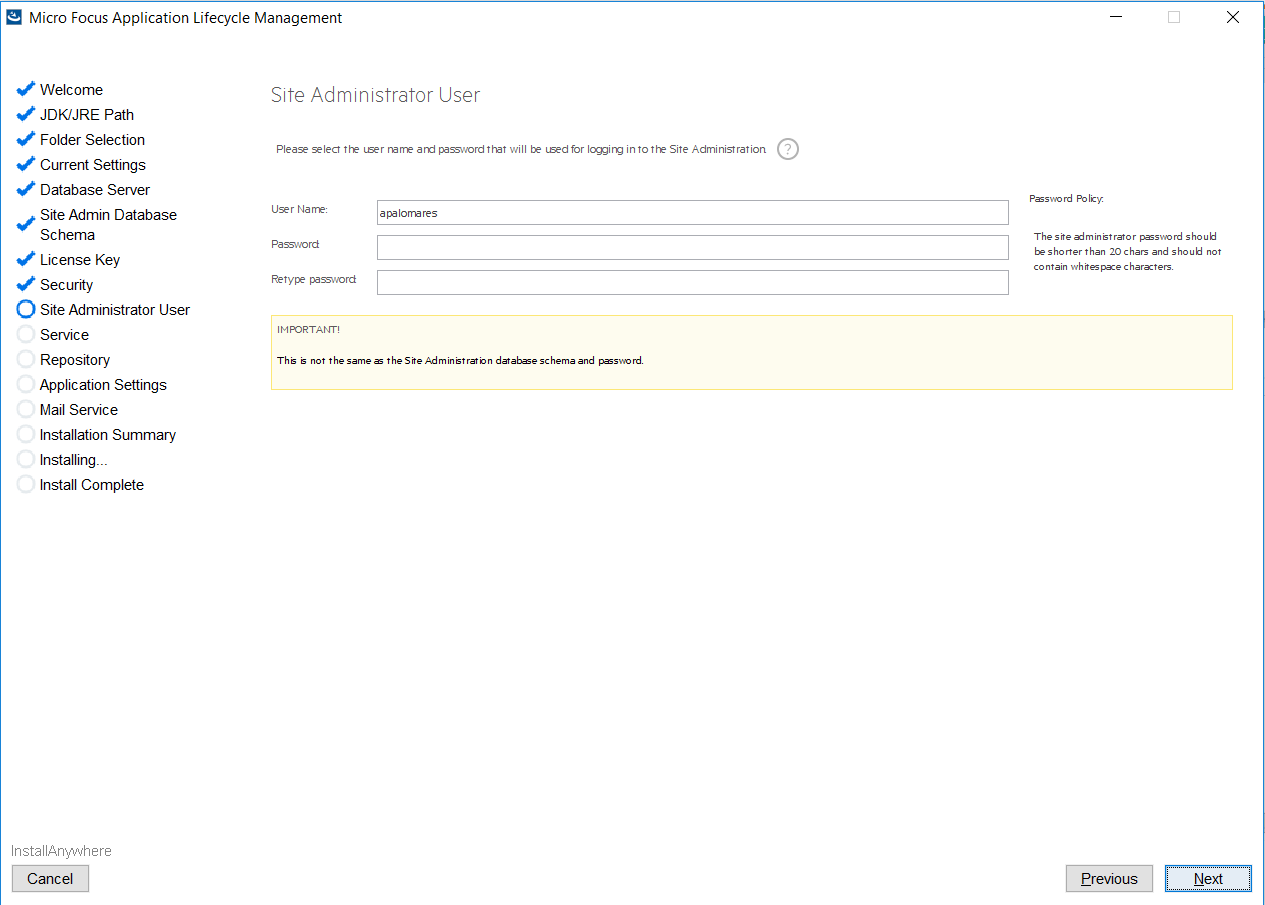 Micro Focus Application Lifecycle Management
Welcome
JDK/JRE Path
Folder Selection
Current Settings
Database Server
Site Admin Database
Schema
License Key
Security
Site Administrator User
Service
Repository
Application Settings
Mail Service
Installation Summary
Installing...
Install Complete
Site Administrator User
Please select the user name and password that will be used for logging in to the Site Administration.
?
User Name:
apalomares
Password:
Retype password:
Password Policy:
The site administrator password should
be shorter than 20 chars and should not
contain whitespace characters.
IMPORTANT!
This is not the same as the Site Administration database schema and password.
InstallAnywhere
Cancel
Previous
Next